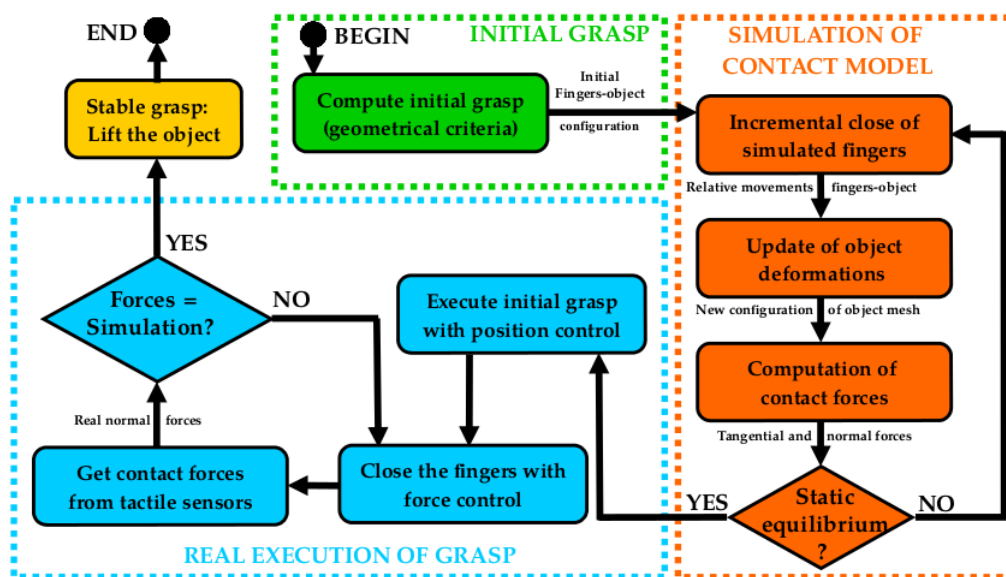 END
BEGIN
INITIAL GRASP
SIMULATION OF
CONTACT MODEL
Stable grasp:
Lift the object
Compute initial grasp
(geometrical criteria)
Initial
Fingers-object
configuration
Incremental close of
simulated fingers
Relative movements fingers-object
Update of object
deformations
New configuration of object mesh
Computation of
contact forces
Tangential and normal forces
Static
equilibrium
?
YES
NO
YES
Forces =
Simulation?
NO
Execute initial grasp
with position control
Real normal forces
Get contact forces
from tactile sensors
Close the fingers with
force control
REAL EXECUTION OF GRASP